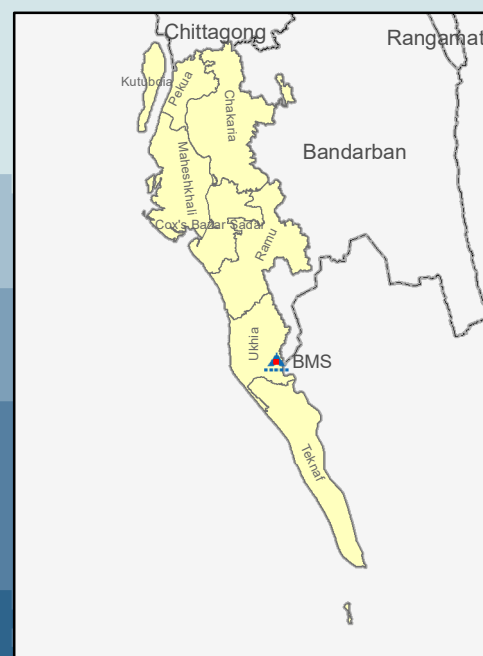 Chittagong
Rangamat
Kutubdia
Pekua
Chakaria
Bandarban
Maheshkhali
Cox's Bazar Sadar
Ramu
Ukhia
BMS
Teknaf